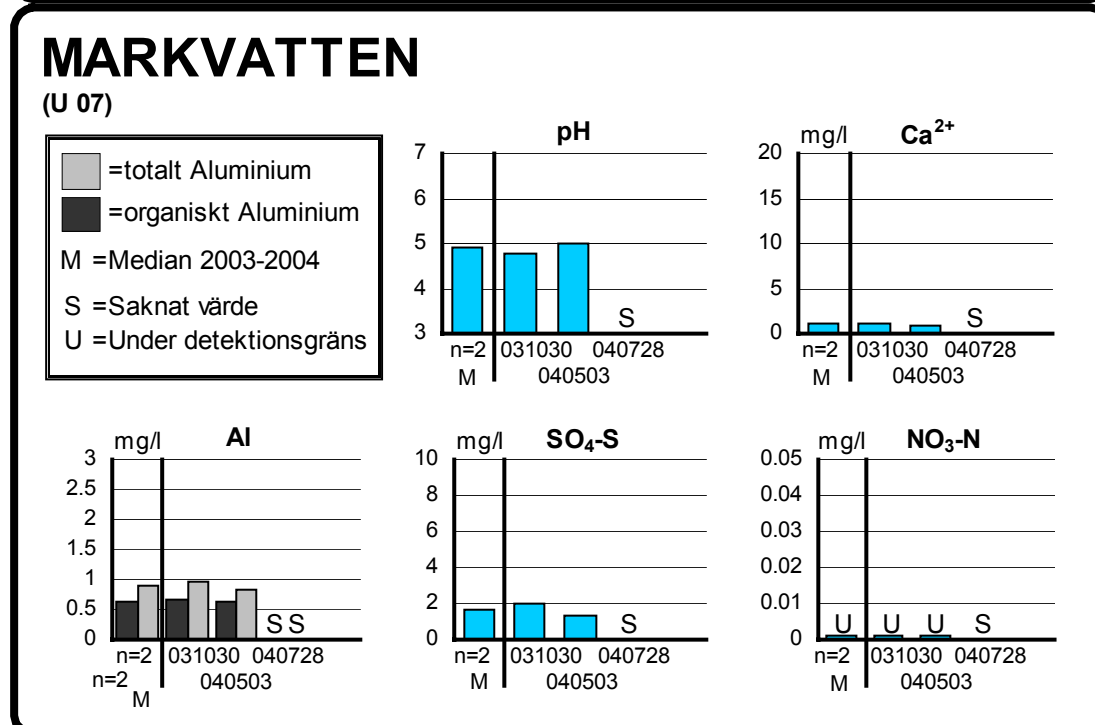 MARKVATTEN
(U 07)
=totalt Aluminium
=organiskt Aluminium
M =Median 2003-2004
S =Saknat värde
U =Under detektionsgräns
pH
7
6
5
4
3
S
n=2 031030 040728
M 040503
mg/l Ca²⁺
20
15
10
5
0
S
n=2 031030 040728
M 040503
mg/l Al
3
2.5
2
1.5
1
0.5
0
S S
n=2 031030 040728
n=2 040503
M
mg/l SO₄-S
10
8
6
4
2
0
S
n=2 031030 040728
M 040503
mg/l NO₃-N
0.05
0.04
0.03
0.02
0.01
0
U U U S
n=2 031030 040728
M 040503